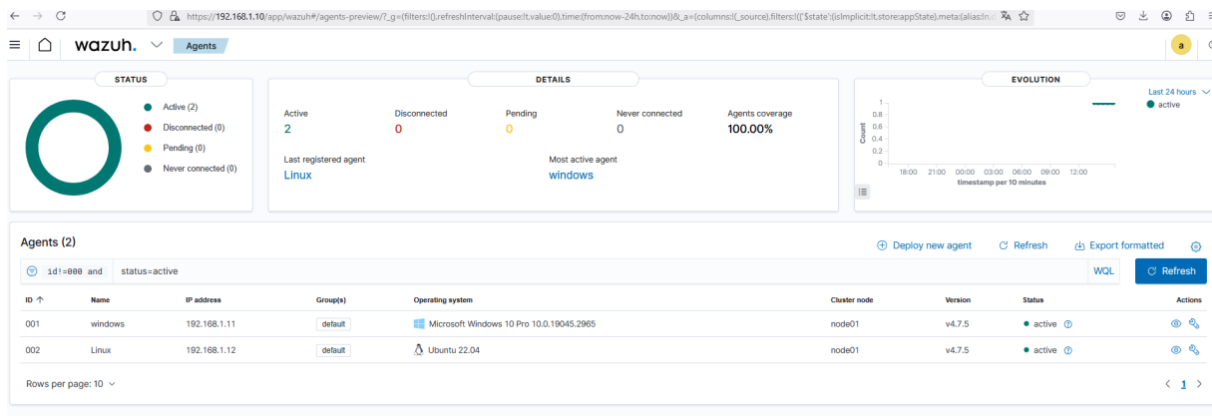 https://192.168.1.10/app/wazuh#/agents-preview/?_g=(filters:!(),refreshInterval:(pause:!t,value:0),time:(from:now-24h,to:now))&_a=(columns:!(_source),filters:!(('$state':(isImplicit:!t,store:appState),meta:(alias:!n,
wazuh. Agents a
STATUS
Active (2)
Disconnected (0)
Pending (0)
Never connected (0)
DETAILS
Active Disconnected Pending Never connected Agents coverage
2 0 0 0 100.00%
Last registered agent Most active agent
Linux windows
EVOLUTION
Last 24 hours
active
Count
1
0.8
0.6
0.4
0.2
0
18:00 21:00 00:00 03:00 06:00 09:00 12:00
timestamp per 10 minutes
Agents (2) Deploy new agent Refresh Export formatted
id!=000 and status=active WQL Refresh
ID Name IP address Group(s) Operating system Cluster node Version Status Actions
001 windows 192.168.1.11 default Microsoft Windows 10 Pro 10.0.19045.2965 node01 v4.7.5 active
002 Linux 192.168.1.12 default Ubuntu 22.04 node01 v4.7.5 active
Rows per page: 10 1